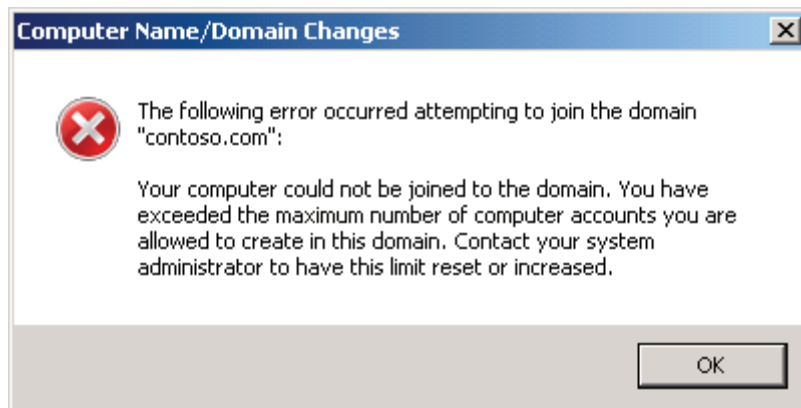 Computer Name/Domain Changes
The following error occurred attempting to join the domain
"contoso.com":
Your computer could not be joined to the domain. You have
exceeded the maximum number of computer accounts you are
allowed to create in this domain. Contact your system
administrator to have this limit reset or increased.
OK